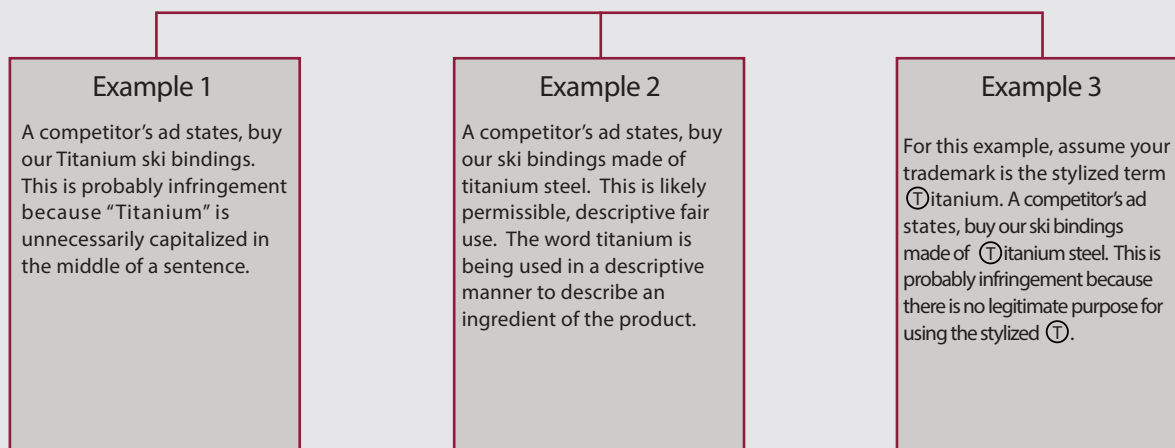 Example 1
A competitor's ad states, buy
our Titanium ski bindings.
This is probably infringement
because “Titanium” is
unnecessarily capitalized in
the middle of a sentence.
Example 2
A competitor's ad states, buy
our ski bindings made of
titanium steel.  This is likely
permissible, descriptive fair
use.  The word titanium is
being used in a descriptive
manner to describe an
ingredient of the product.
Example 3
For this example, assume your
trademark is the stylized term
Ⓣitanium. A competitor's ad
states, buy our ski bindings
made of Ⓣitanium steel. This is
probably infringement because
there is no legitimate purpose for
using the stylized Ⓣ.